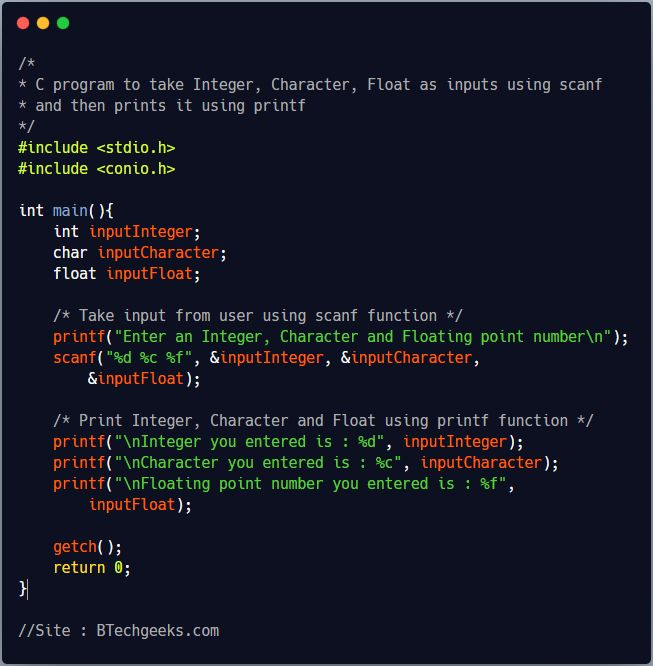 /*
* C program to take Integer, Character, Float as inputs using scanf
* and then prints it using printf
*/
#include <stdio.h>
#include <conio.h>
int main(){
    int inputInteger;
    char inputCharacter;
    float inputFloat;
    /* Take input from user using scanf function */
    printf("Enter an Integer, Character and Floating point number\n");
    scanf("%d %c %f", &inputInteger, &inputCharacter,
        &inputFloat);
    /* Print Integer, Character and Float using printf function */
    printf("\nInteger you entered is : %d", inputInteger);
    printf("\nCharacter you entered is : %c", inputCharacter);
    printf("\nFloating point number you entered is : %f",
        inputFloat);
    getch();
    return 0;
}
//Site : BTechgeeks.com